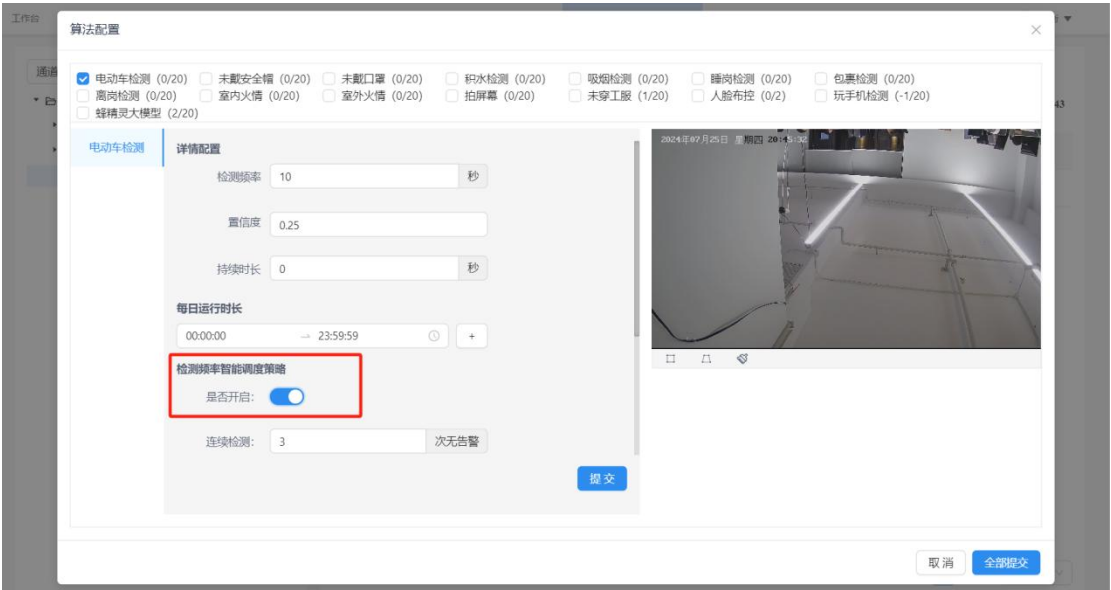 工作台
算法配置
通道
电动车检测 (0/20) 未戴安全帽 (0/20) 未戴口罩 (0/20) 积水检测 (0/20) 吸烟检测 (0/20) 睡岗检测 (0/20) 包裹检测 (0/20)
离岗检测 (0/20) 室内火情 (0/20) 室外火情 (0/20) 拍屏幕 (0/20) 未穿工服 (1/20) 人脸布控 (0/2) 玩手机检测 (-1/20)
蜂精灵大模型 (2/20)
43
电动车检测
详情配置
检测频率 10 秒
置信度 0.25
持续时长 0 秒
每日运行时长
00:00:00 → 23:59:59 +
检测频率智能调度策略
是否开启:
连续检测: 3 次无告警
提交
2024年07月25日 星期四 20:45:32
取消 全部提交